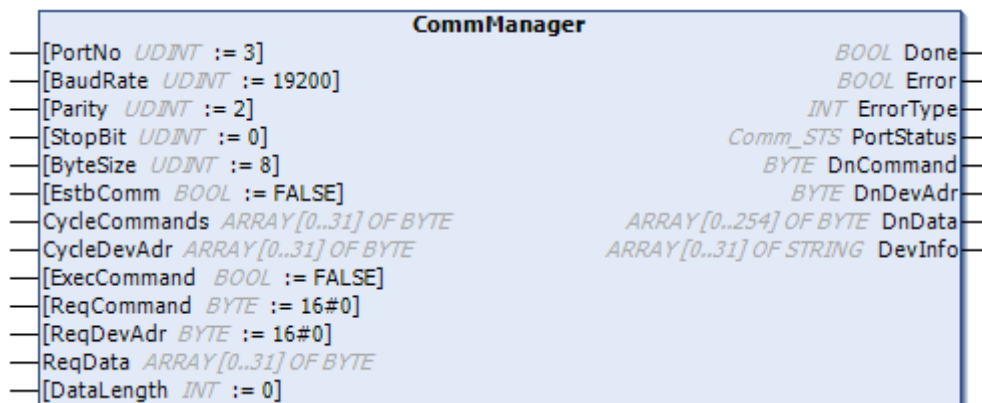 CommManager
[PortNo UDINT := 3] BOOL Done
[BaudRate UDINT := 19200] BOOL Error
[Parity UDINT := 2] INT ErrorType
[StopBit UDINT := 0] Comm_STS PortStatus
[ByteSize UDINT := 8] BYTE DnCommand
[EstbComm BOOL := FALSE] BYTE DnDevAdr
CycleCommands ARRAY [0..31] OF BYTE ARRAY [0..254] OF BYTE DnData
CycleDevAdr ARRAY [0..31] OF BYTE ARRAY [0..31] OF STRING DevInfo
[ExecCommand BOOL := FALSE]
[ReqCommand BYTE := 16#0]
[ReqDevAdr BYTE := 16#0]
ReqData ARRAY [0..31] OF BYTE
[DataLength INT := 0]